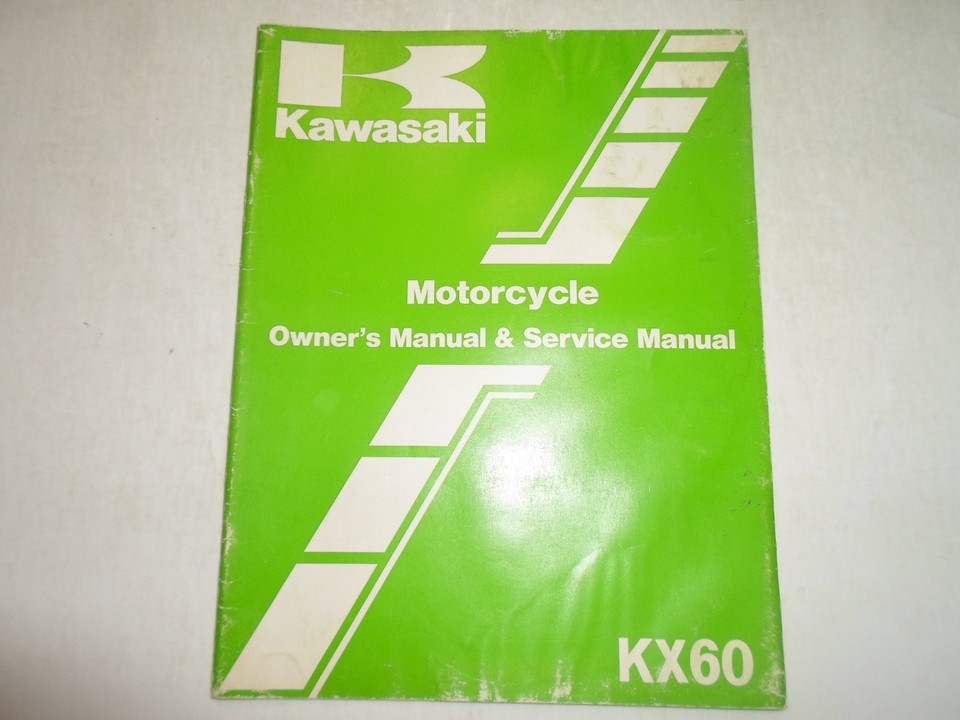 Kawasaki
Motorcycle
Owner's Manual & Service Manual
KX60